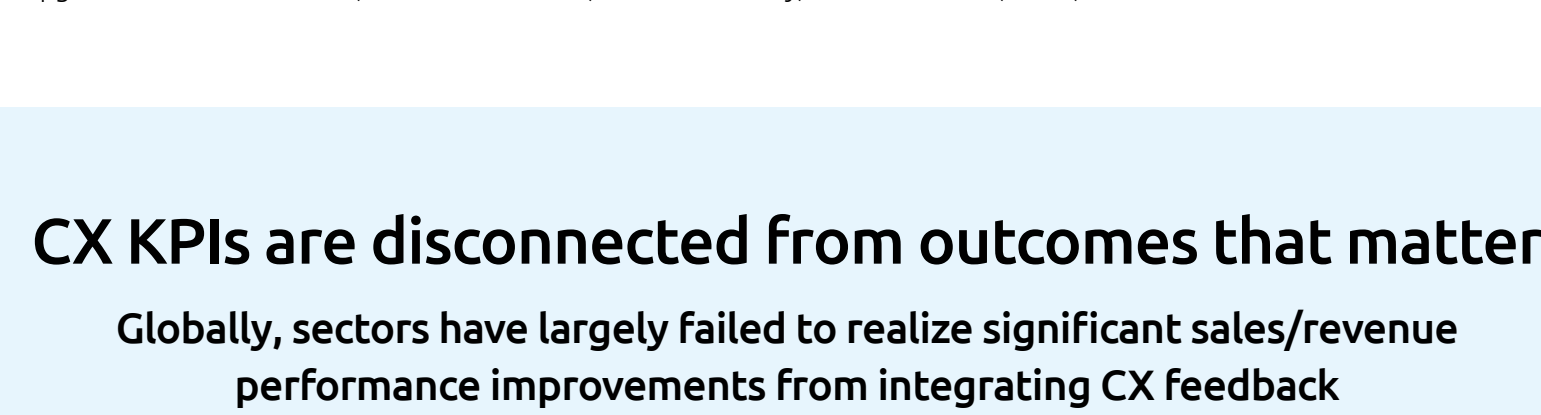 CX KPIs are disconnected from outcomes that matter
Globally, sectors have largely failed to realize significant sales/revenue
performance improvements from integrating CX feedback